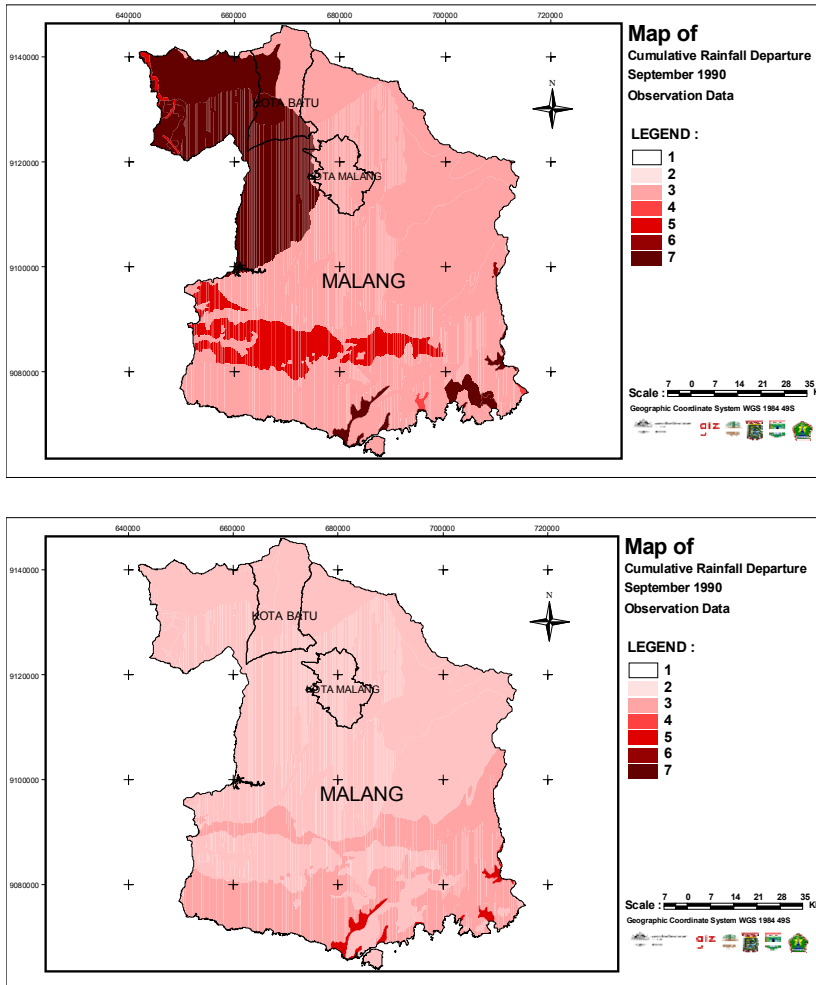 640000 660000 680000 700000 720000
Map of
Cumulative Rainfall Departure
September 1990
Observation Data
N
LEGEND :
1
2
3
4
5
6
7
9140000
9120000
9100000
9080000
KOTA BATU
KOTA MALANG
MALANG
Scale : 7 0 7 14 21 28 35
Geographic Coordinate System WGS 1984 49S
giz
640000 660000 680000 700000 720000
Map of
Cumulative Rainfall Departure
September 1990
Observation Data
N
LEGEND :
1
2
3
4
5
6
7
9140000
9120000
9100000
9080000
KOTA BATU
KOTA MALANG
MALANG
Scale : 7 0 7 14 21 28 35
Geographic Coordinate System WGS 1984 49S
giz